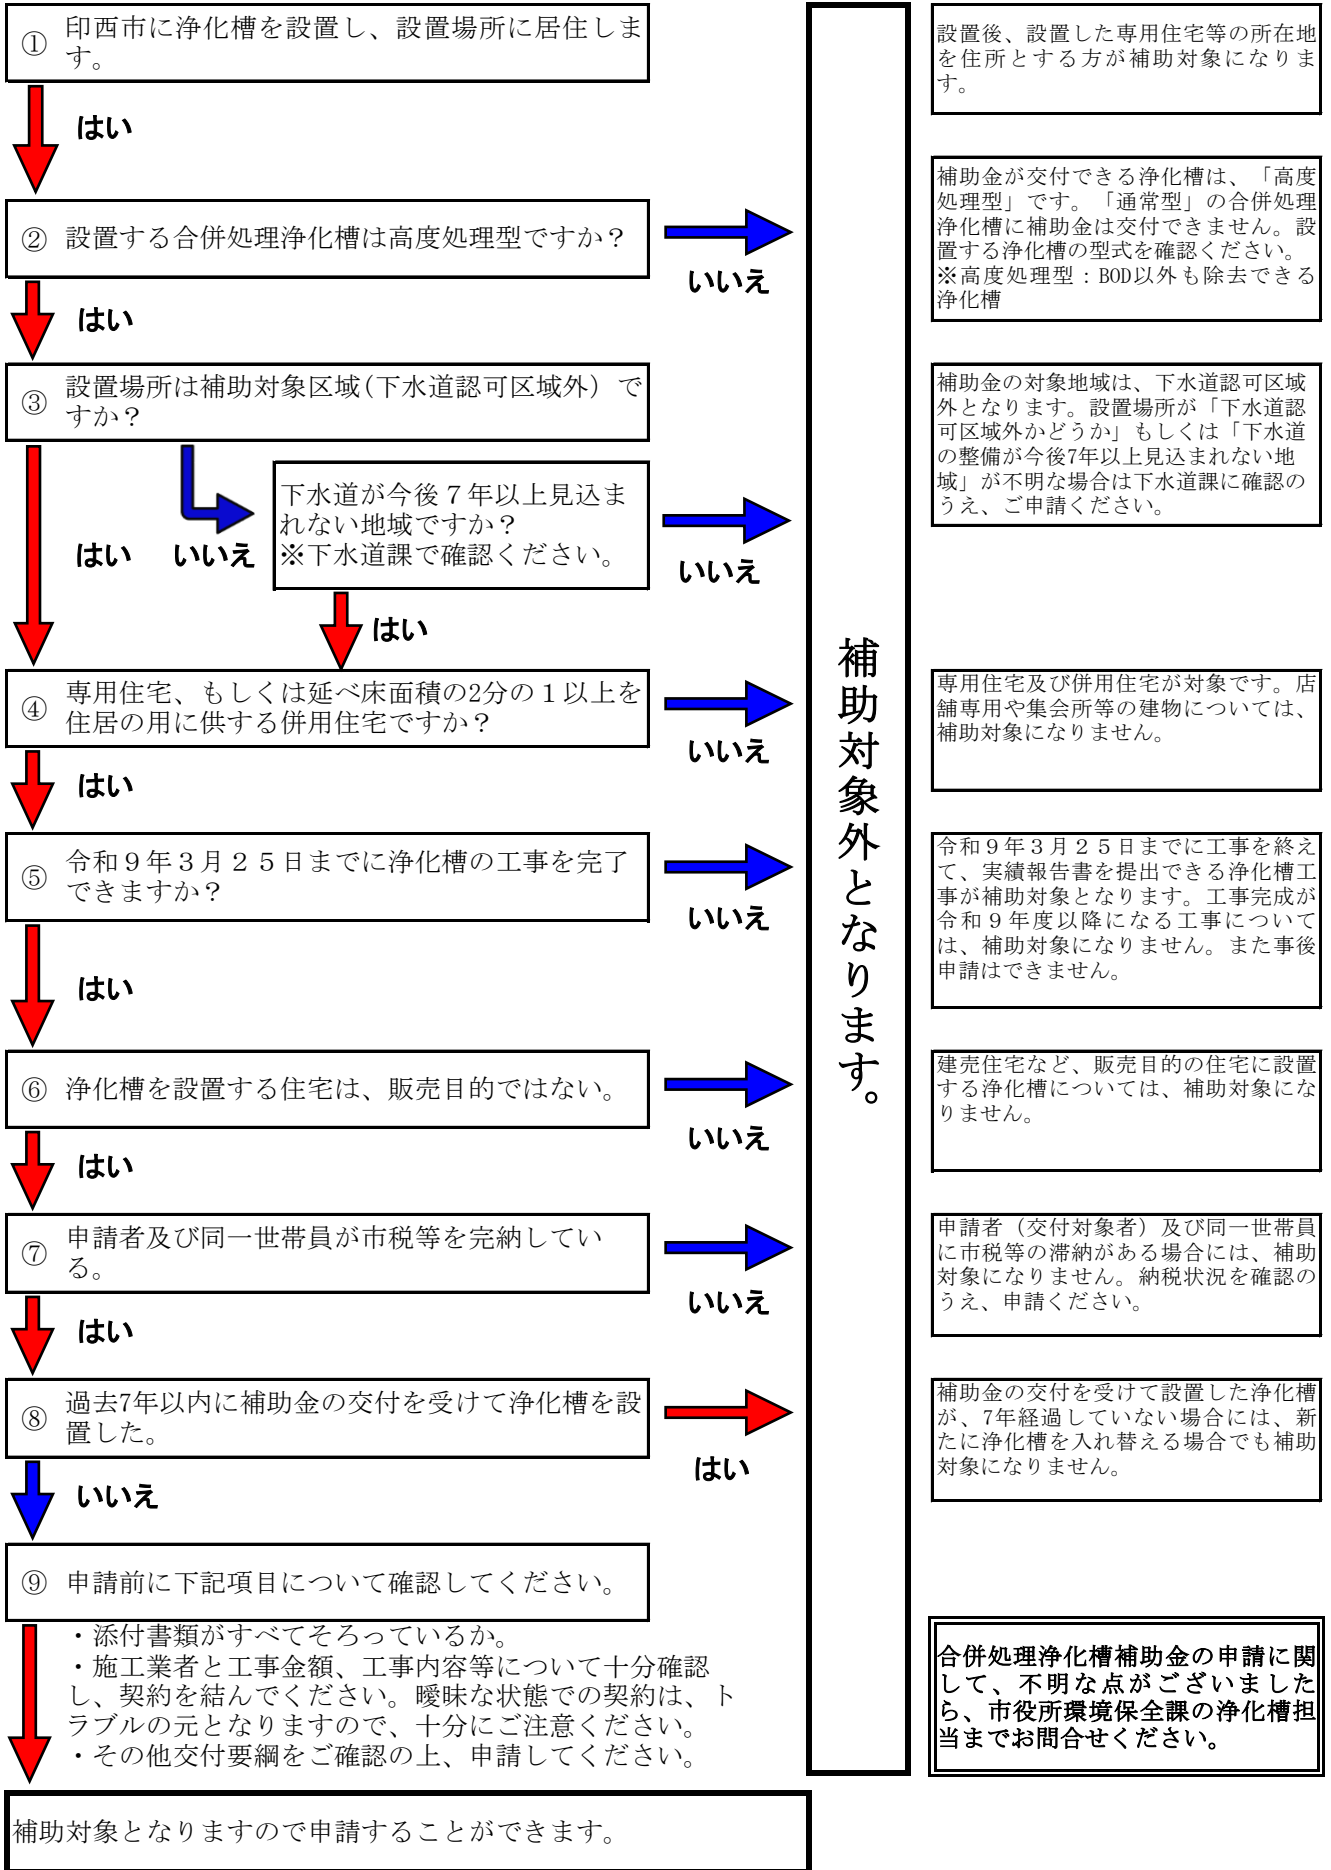 ① 印西市に浄化槽を設置し、設置場所に居住しま
す。
はい
② 設置する合併処理浄化槽は高度処理型ですか？
いいえ
はい
③ 設置場所は補助対象区域(下水道認可区域外）で
すか？
はい
いいえ
下水道が今後７年以上見込ま
れない地域ですか？
※下水道課で確認ください。
いいえ
はい
④ 専用住宅、もしくは延べ床面積の2分の１以上を
住居の用に供する併用住宅ですか？
いいえ
はい
⑤ 令和９年３月２５日までに浄化槽の工事を完了
できますか？
いいえ
はい
⑥ 浄化槽を設置する住宅は、販売目的ではない。
いいえ
はい
⑦ 申請者及び同一世帯員が市税等を完納してい
る。
いいえ
はい
⑧ 過去7年以内に補助金の交付を受けて浄化槽を設
置した。
はい
いいえ
⑨ 申請前に下記項目について確認してください。
・添付書類がすべてそろっているか。
・施工業者と工事金額、工事内容等について十分確認
し、契約を結んでください。曖昧な状態での契約は、ト
ラブルの元となりますので、十分にご注意ください。
・その他交付要綱をご確認の上、申請してください。
補助対象となりますので申請することができます。
補助対象外となります。
設置後、設置した専用住宅等の所在地
を住所とする方が補助対象になりま
す。
補助金が交付できる浄化槽は、「高度
処理型」です。「通常型」の合併処理
浄化槽に補助金は交付できません。設
置する浄化槽の型式を確認ください。
※高度処理型：BOD以外も除去できる
浄化槽
補助金の対象地域は、下水道認可区域
外となります。設置場所が「下水道認
可区域外かどうか」もしくは「下水道
の整備が今後7年以上見込まれない地
域」が不明な場合は下水道課に確認の
うえ、ご申請ください。
専用住宅及び併用住宅が対象です。店
舗専用や集会所等の建物については、
補助対象になりません。
令和９年３月２５日までに工事を終え
て、実績報告書を提出できる浄化槽工
事が補助対象となります。工事完成が
令和９年度以降になる工事について
は、補助対象になりません。また事後
申請はできません。
建売住宅など、販売目的の住宅に設置
する浄化槽については、補助対象にな
りません。
申請者（交付対象者）及び同一世帯員
に市税等の滞納がある場合には、補助
対象になりません。納税状況を確認の
うえ、申請ください。
補助金の交付を受けて設置した浄化槽
が、7年経過していない場合には、新
たに浄化槽を入れ替える場合でも補助
対象になりません。
合併処理浄化槽補助金の申請に関
して、不明な点がございました
ら、市役所環境保全課の浄化槽担
当までお問合せください。